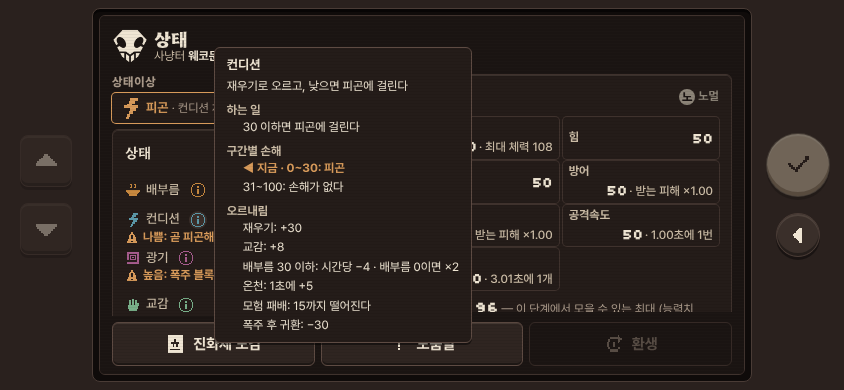 상태
사냥터 웨코
상태이상
피곤 · 컨디션
상태
배부름
컨디션
나쁨: 곧 피곤해
광기
높음: 폭주 블록
교감
컨디션
재우기로 오르고, 낮으면 피곤에 걸린다
하는 일
30 이하면 피곤에 걸린다
구간별 손해
◀ 지금 · 0~30: 피곤
31~100: 손해가 없다
오르내림
재우기: +30
교감: +8
배부름 30 이하: 시간당 −4 · 배부름 0이면 ×2
온천: 1초에 +5
모험 패배: 15까지 떨어진다
폭주 후 귀환: −30
노 노멀
· 최대 체력 108
힘 50
50
방어
50 · 받는 피해 ×1.00
받는 피해 ×1.00
공격속도
50 · 1.00초에 1번
0 · 3.01초에 1개
96 — 이 단계에서 모을 수 있는 최대 (능력치
환생